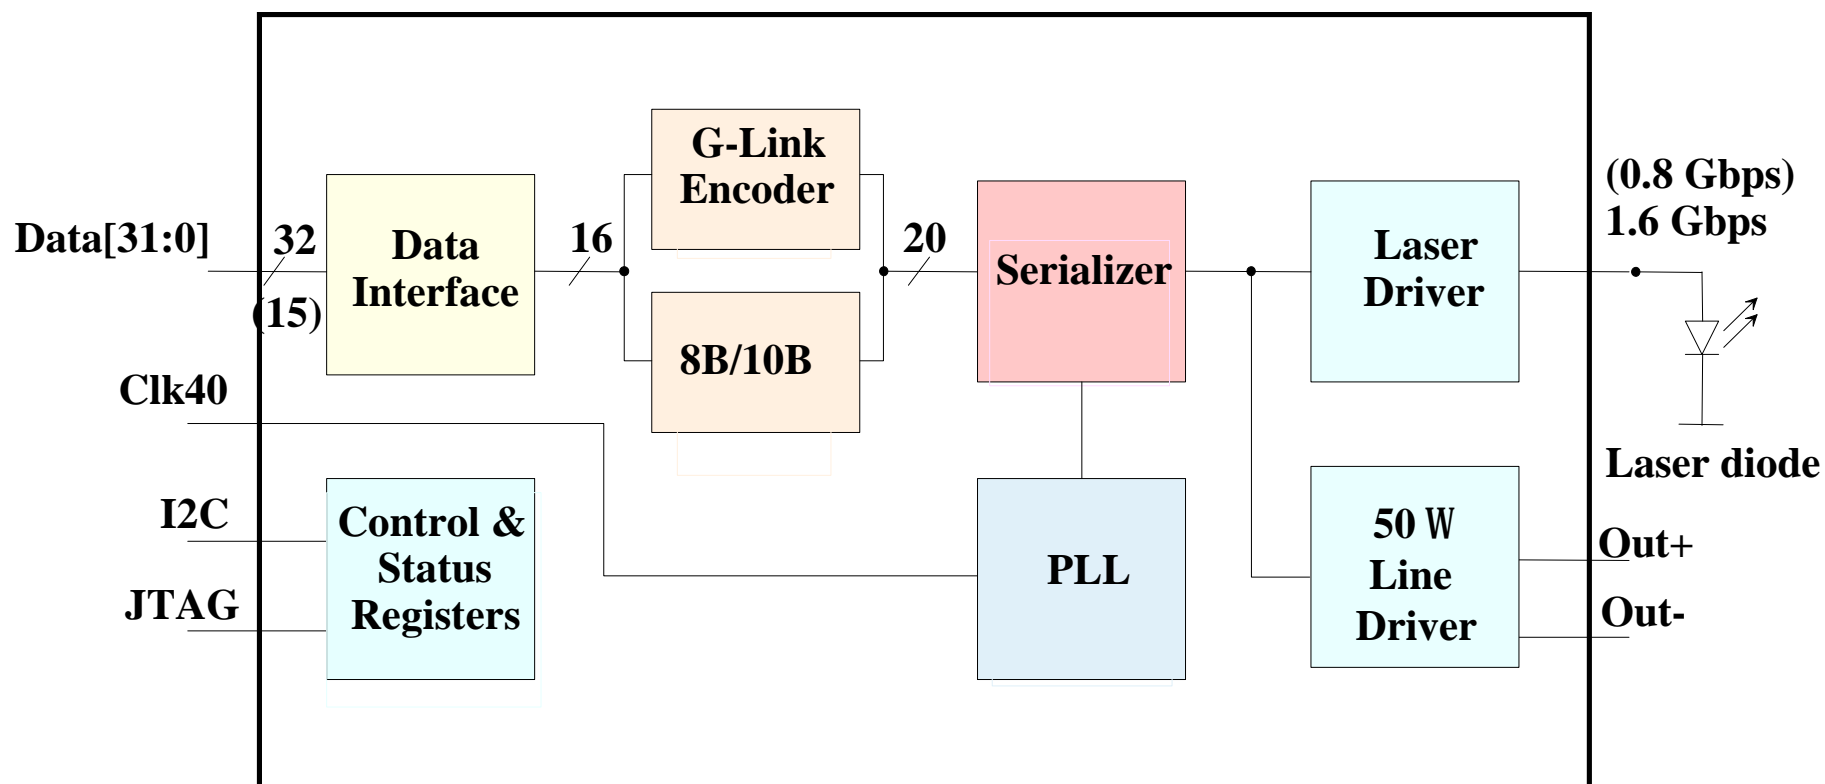 Data[31:0]
32
(15)
Data
Interface
16
G-Link
Encoder
8B/10B
20
Serializer
Laser
Driver
(0.8 Gbps)
1.6 Gbps
Laser diode
Clk40
I2C
JTAG
Control &
Status
Registers
PLL
50 W
Line
Driver
Out+
Out-